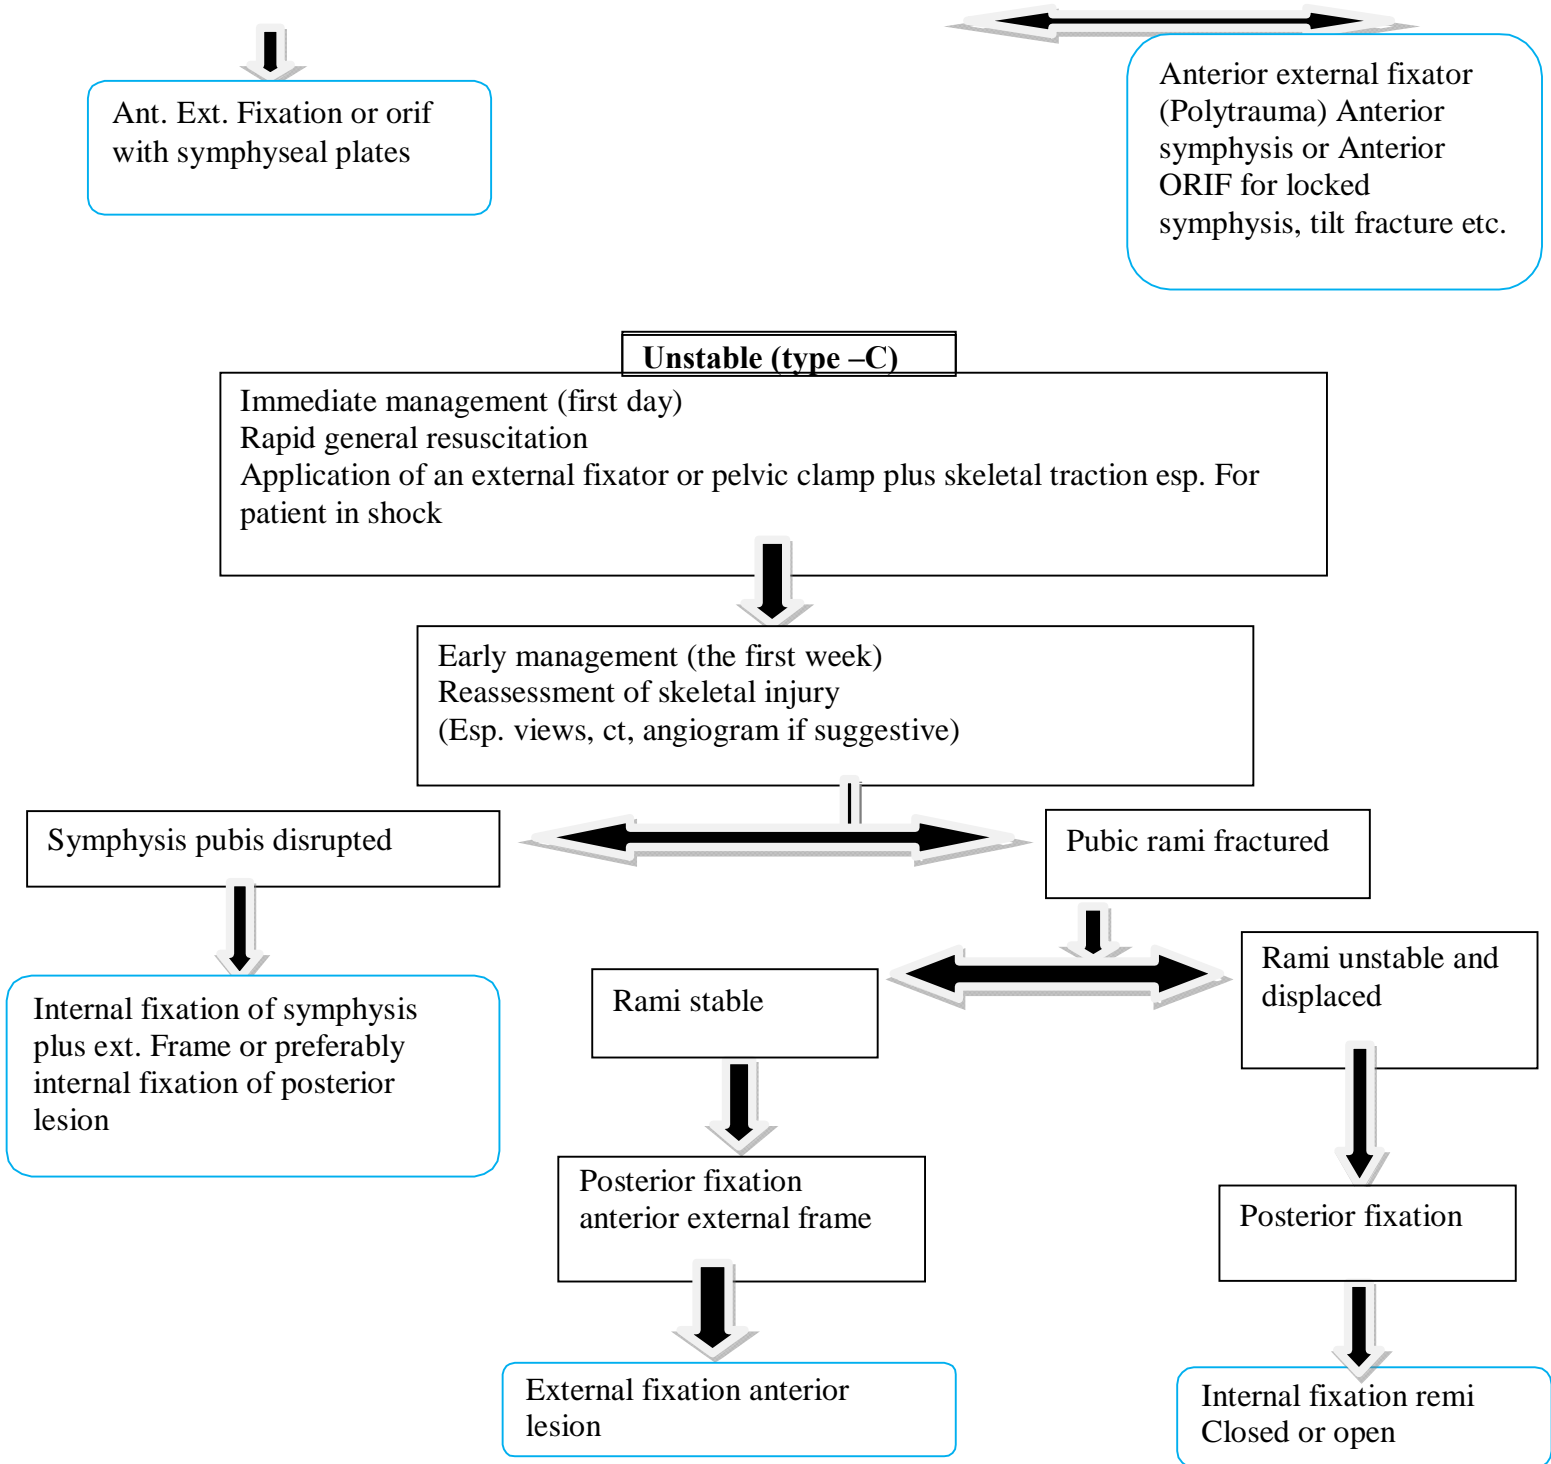 Ant. Ext. Fixation or orif
with symphyseal plates
Anterior external fixator
(Polytrauma) Anterior
symphysis or Anterior
ORIF for locked
symphysis, tilt fracture etc.
Unstable (type –C)
Immediate management (first day)
Rapid general resuscitation
Application of an external fixator or pelvic clamp plus skeletal traction esp. For
patient in shock
Early management (the first week)
Reassessment of skeletal injury
(Esp. views, ct, angiogram if suggestive)
Symphysis pubis disrupted
Pubic rami fractured
Internal fixation of symphysis
plus ext. Frame or preferably
internal fixation of posterior
lesion
Rami stable
Rami unstable and
displaced
Posterior fixation
anterior external frame
Posterior fixation
External fixation anterior
lesion
Internal fixation remi
Closed or open